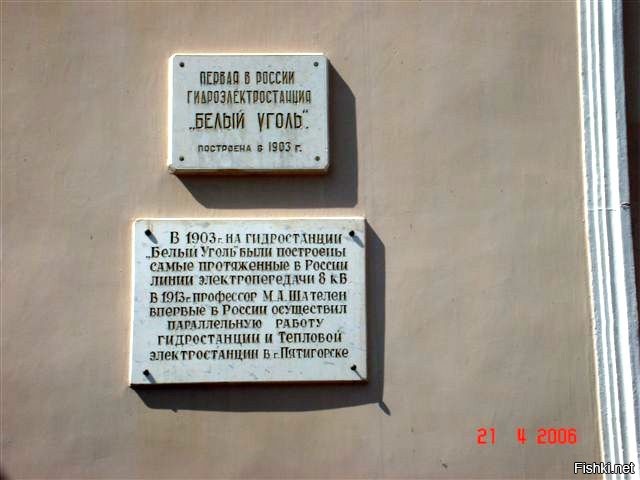 ПЕРВАЯ В РОССИИ
ГИДРОЭЛЕКТРОСТАНЦИЯ
„БЕЛЫЙ УГОЛЬ".
ПОСТРОЕНА В 1903 г.
В 1903 г. НА ГИДРОСТАНЦИИ
„БЕЛЫЙ УГОЛЬ" БЫЛИ ПОСТРОЕНЫ
САМЫЕ ПРОТЯЖЕННЫЕ В РОССИИ
ЛИНИИ ЭЛЕКТРОПЕРЕДАЧИ 8 кВ
В 1913 г. ПРОФЕССОР М.А. ШАТЕЛЕН
ВПЕРВЫЕ В РОССИИ ОСУЩЕСТВИЛ
ПАРАЛЛЕЛЬНУЮ РАБОТУ
ГИДРОСТАНЦИИ И ТЕПЛОВОЙ
ЭЛЕКТРОСТАНЦИИ В г. ПЯТИГОРСКЕ
21 4 2006
Fishki.net